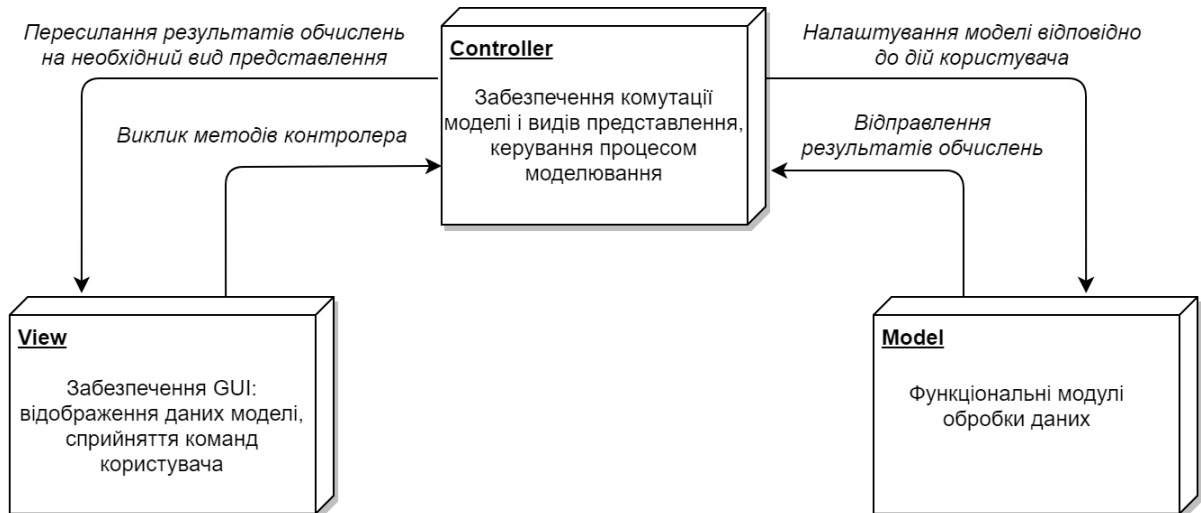 Пересилання результатів обчислень
на необхідний вид представлення
Виклик методів контролера
Controller
Забезпечення комутації
моделі і видів представлення,
керування процесом
моделювання
Налаштування моделі відповідно
до дій користувача
Відправлення
результатів обчислень
View
Забезпечення GUI:
відображення даних моделі,
сприйняття команд
користувача
Model
Функціональні модулі
обробки даних